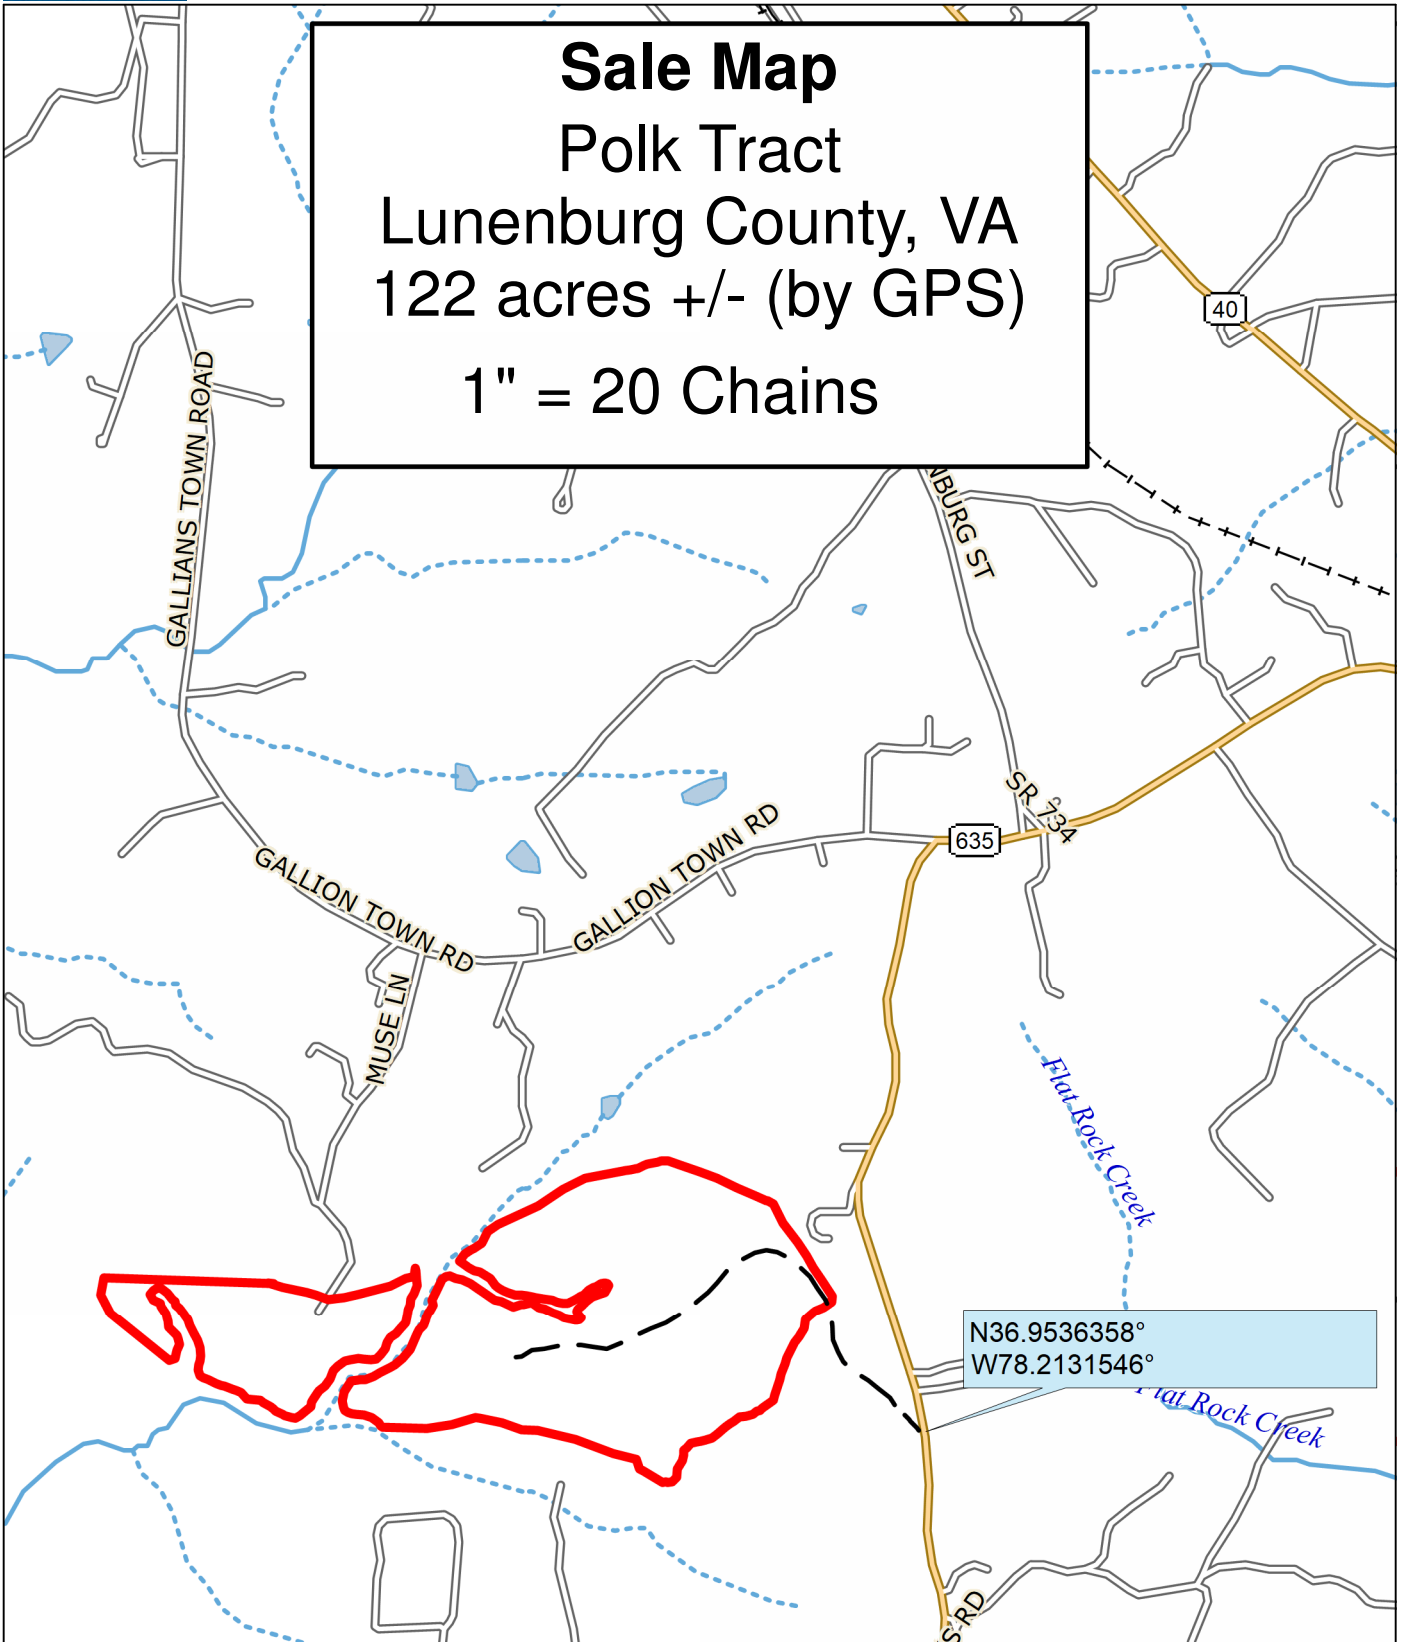 Sale Map
Polk Tract
Lunenburg County, VA
122 acres +/- (by GPS)
1" = 20 Chains
40
GALLIANS TOWN ROAD
NBURG ST
SR 734
635
GALLION TOWN RD
GALLION TOWN RD
MUSE LN
Flat Rock Creek
N36.9536358°
W78.2131546°
Flat Rock Creek
S RD